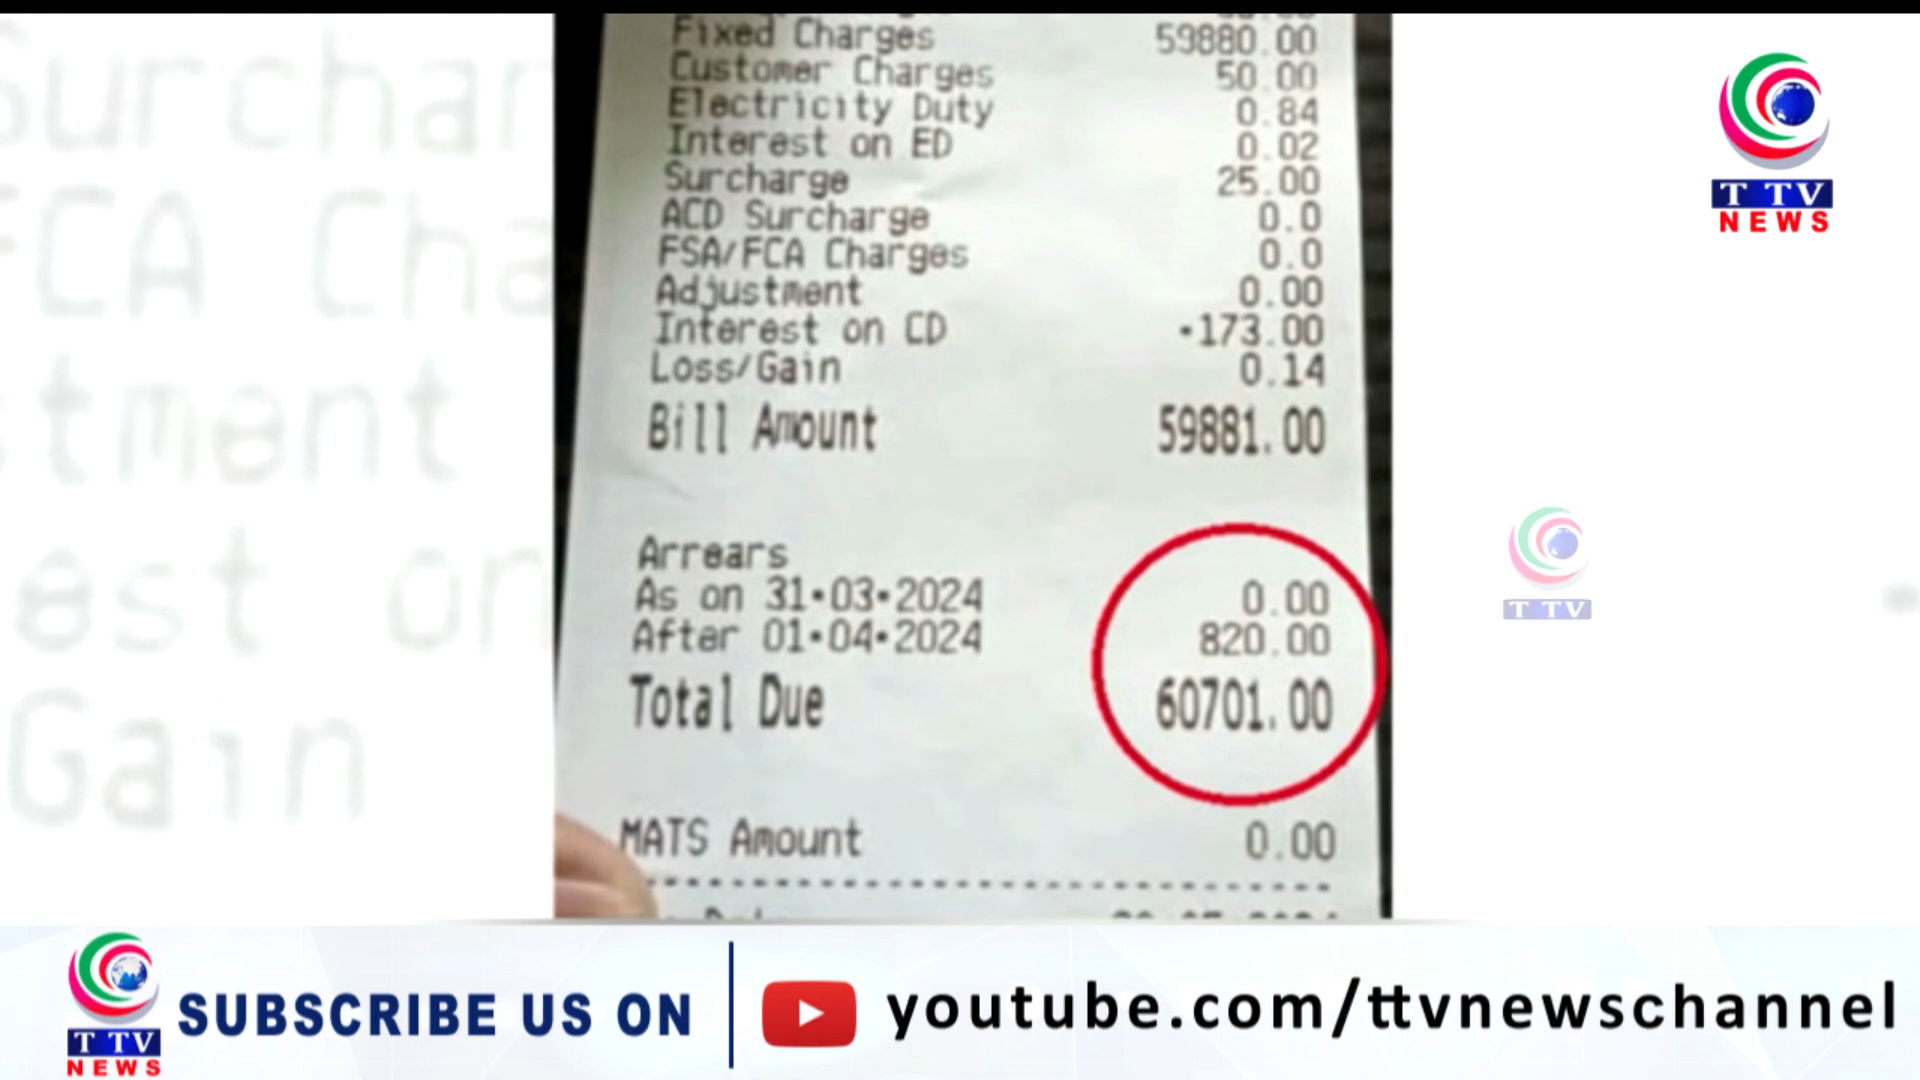 Fixed Charges 59880.00
Customer Charges 50.00
Electricity Duty 0.84
Interest on ED 0.02
Surcharge 25.00
ACD Surcharge 0.0
FSA/FCA Charges 0.0
Adjustment 0.00
Interest on CD -173.00
Loss/Gain 0.14
Bill Amount 59881.00
Arrears
As on 31-03-2024 0.00
After 01-04-2024 820.00
Total Due 60701.00
MATS Amount 0.00
T TV
NEWS
T TV
T TV
NEWS
SUBSCRIBE US ON
youtube.com/ttvnewschannel